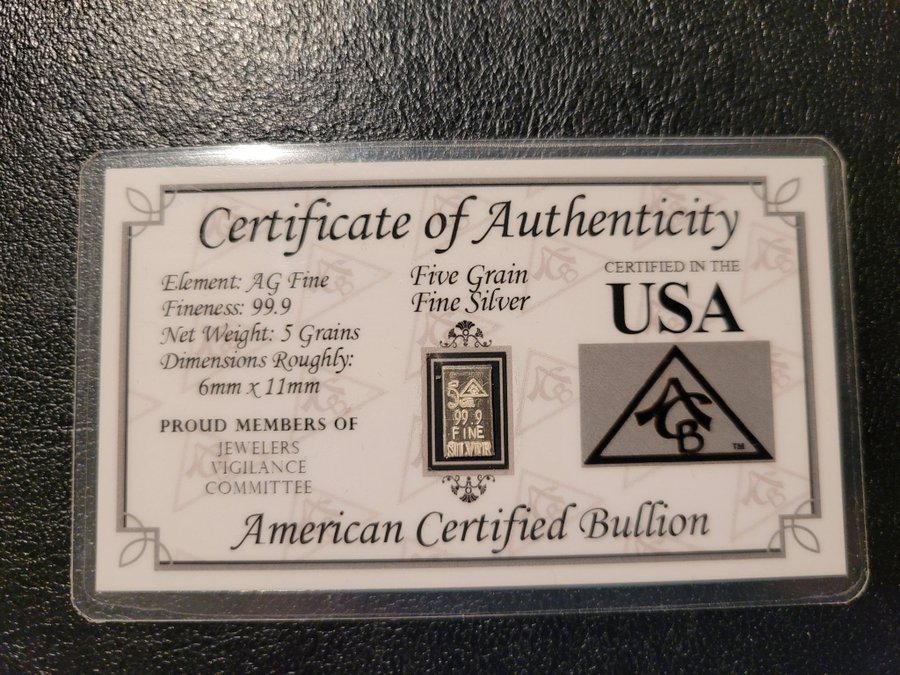 Certificate of Authenticity
Element: AG Fine
Fineness: 99.9
Net Weight: 5 Grains
Dimensions Roughly:
6mm x 11mm
PROUD MEMBERS OF
JEWELERS
VIGILANCE
COMMITTEE
Five Grain
Fine Silver
5
99.9
FINE
SILVER
CERTIFIED IN THE
USA
ACB
TM
American Certified Bullion